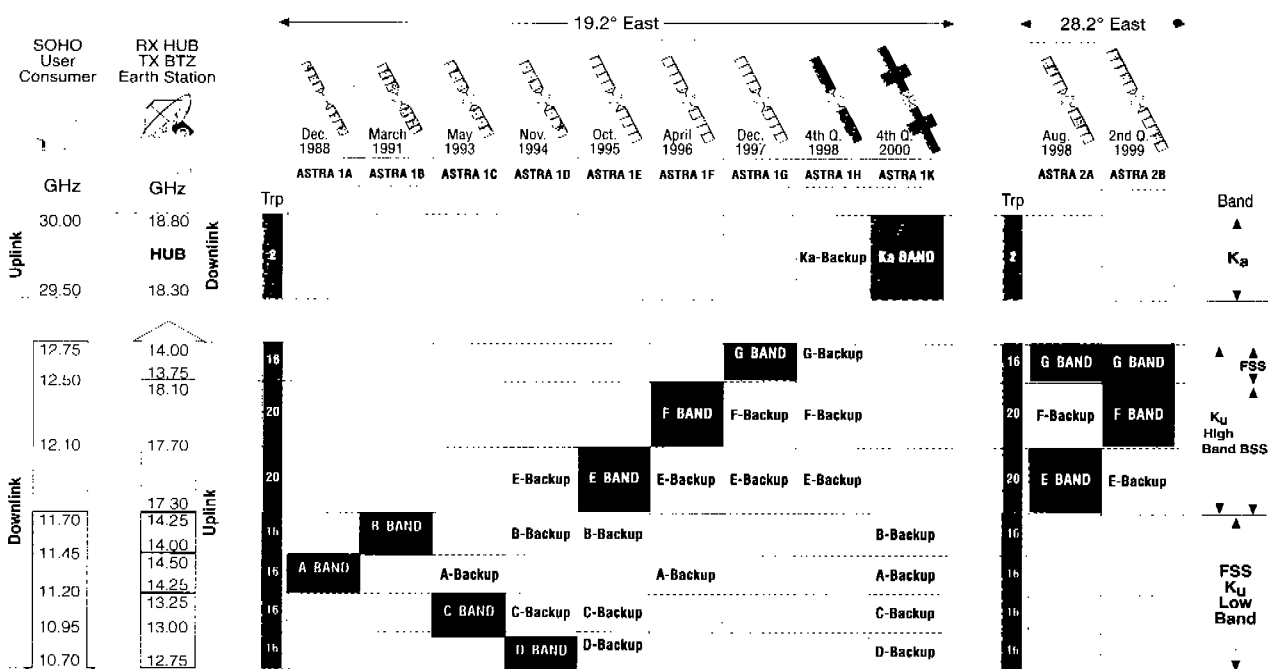 19.2° East
28.2° East
SOHO User Consumer
RX HUB TX BTZ Earth Station
Dec. 1988
March 1991
May 1993
Nov. 1994
Oct. 1995
April 1996
Dec. 1997
4th Q. 1998
4th Q. 2000
Aug. 1998
2nd Q. 1999
ASTRA 1A ASTRA 1B ASTRA 1C ASTRA 1D ASTRA 1E ASTRA 1F ASTRA 1G ASTRA 1H ASTRA 1K ASTRA 2A ASTRA 2B
GHz GHz Trp Trp Band
Uplink
30.00 18.80
HUB
Downlink
2 Ka-Backup Ka BAND 2 Ka
29.50 18.30
12.75 14.00
16 G BAND G-Backup 16 G BAND G BAND FSS
13.75
12.50 18.10
20 F BAND F-Backup F-Backup 20 F-Backup F BAND
Ku High Band BSS
12.10 17.70
20 E-Backup E BAND E-Backup E-Backup E-Backup 20 E BAND E-Backup
17.30
Downlink
Uplink
11.70 14.25
16 B BAND B-Backup B-Backup B-Backup 16
14.00
11.45 14.50
16 A BAND A-Backup A-Backup A-Backup 16
14.25
11.20 13.25
16 C BAND C-Backup C-Backup C-Backup 16
10.95 13.00
16 D BAND D-Backup D-Backup 16
10.70 12.75
FSS Ku Low Band